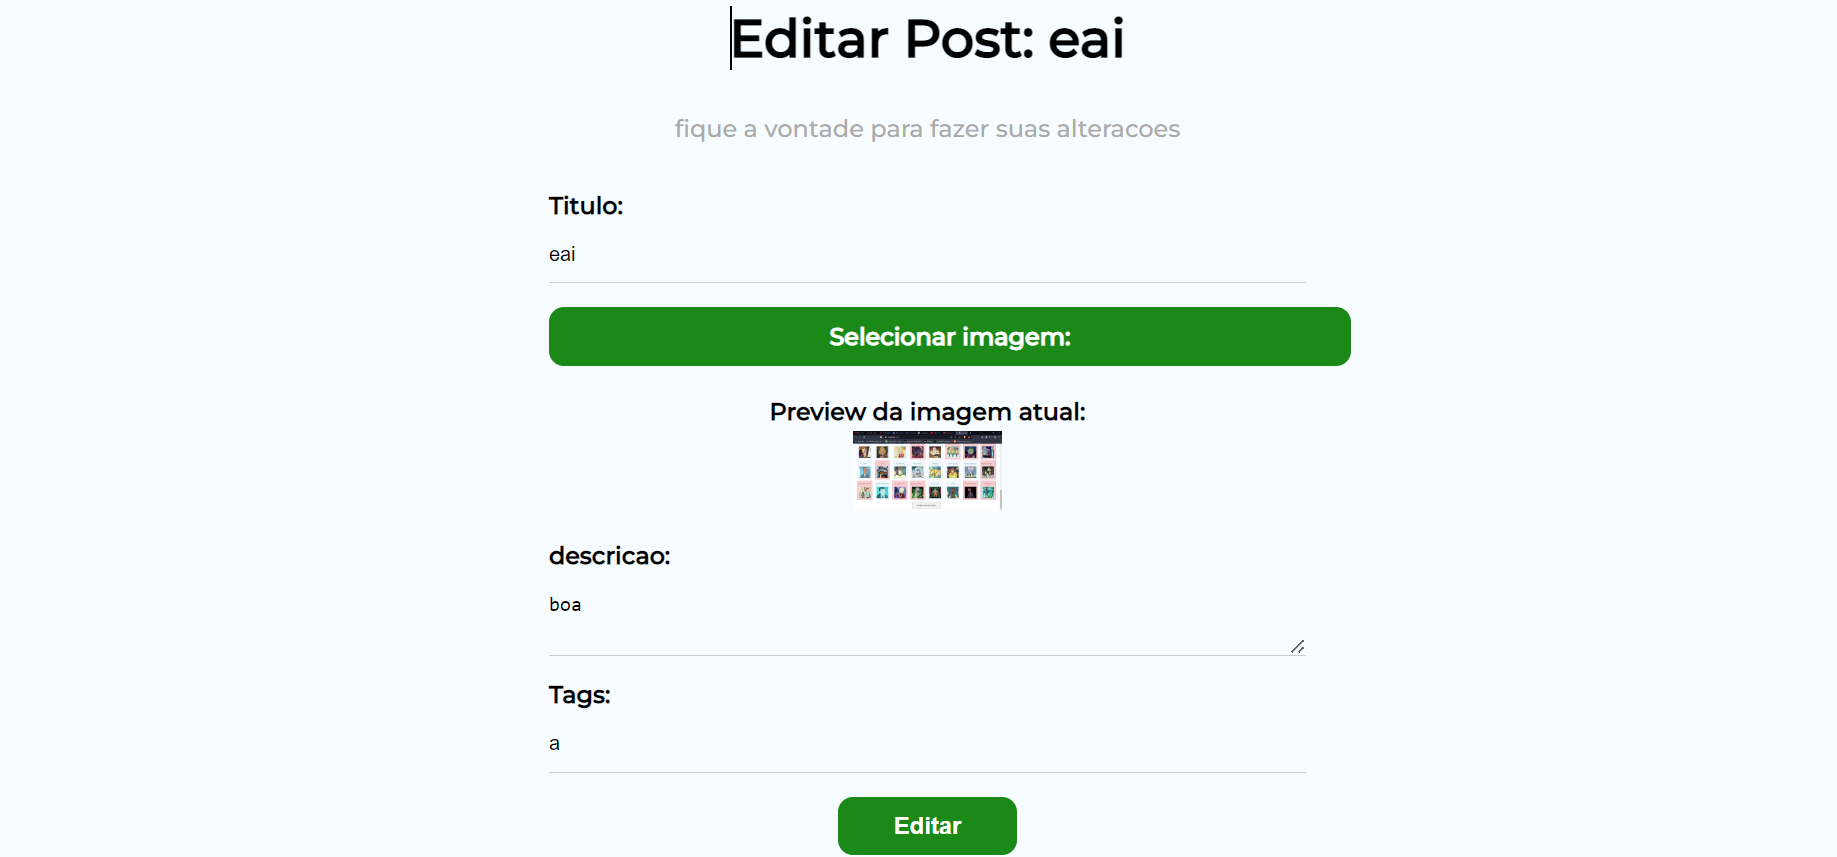 Editar Post: eai
fique a vontade para fazer suas alteracoes
Titulo:
eai
Selecionar imagem:
Preview da imagem atual:
descricao:
boa
Tags:
a
Editar